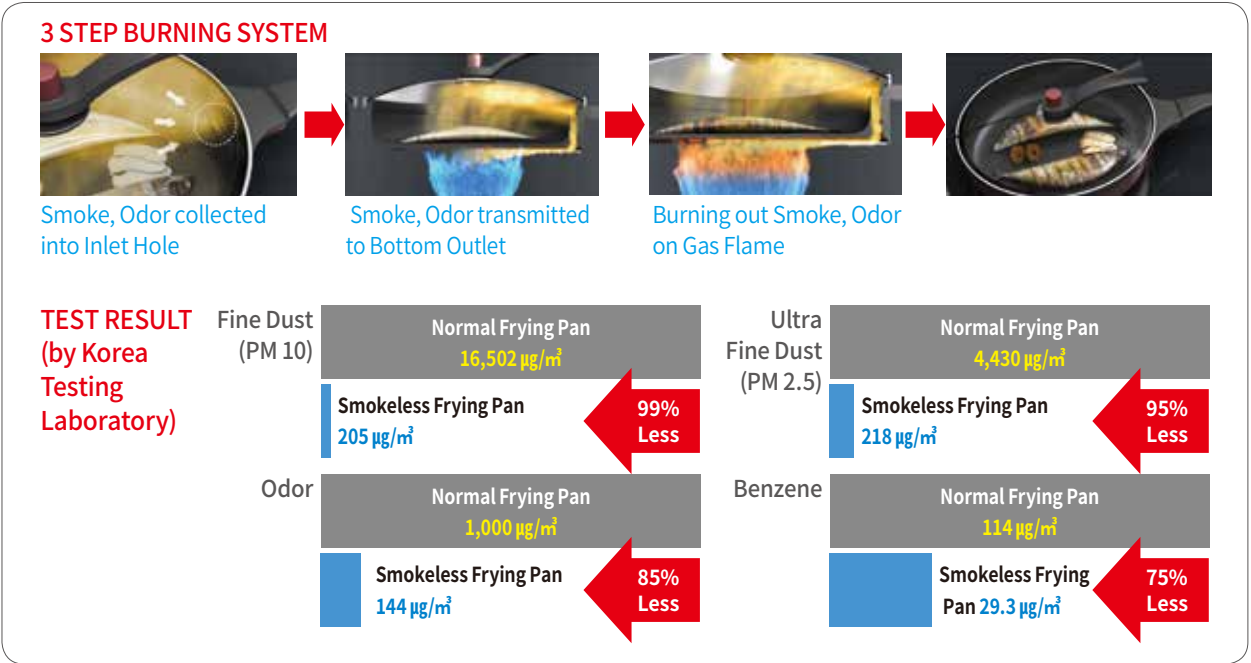 3 STEP BURNING SYSTEM
Smoke, Odor collected
into Inlet Hole
Smoke, Odor transmitted
to Bottom Outlet
Burning out Smoke, Odor
on Gas Flame
TEST RESULT
(by Korea
Testing
Laboratory)
Fine Dust
(PM 10)
Normal Frying Pan
16,502 ㎍/㎥
Smokeless Frying Pan
205 ㎍/㎥
99%
Less
Ultra
Fine Dust
(PM 2.5)
Normal Frying Pan
4,430 ㎍/㎥
Smokeless Frying Pan
218 ㎍/㎥
95%
Less
Odor
Normal Frying Pan
1,000 ㎍/㎥
Smokeless Frying Pan
144 ㎍/㎥
85%
Less
Benzene
Normal Frying Pan
114 ㎍/㎥
Smokeless Frying
Pan 29.3 ㎍/㎥
75%
Less